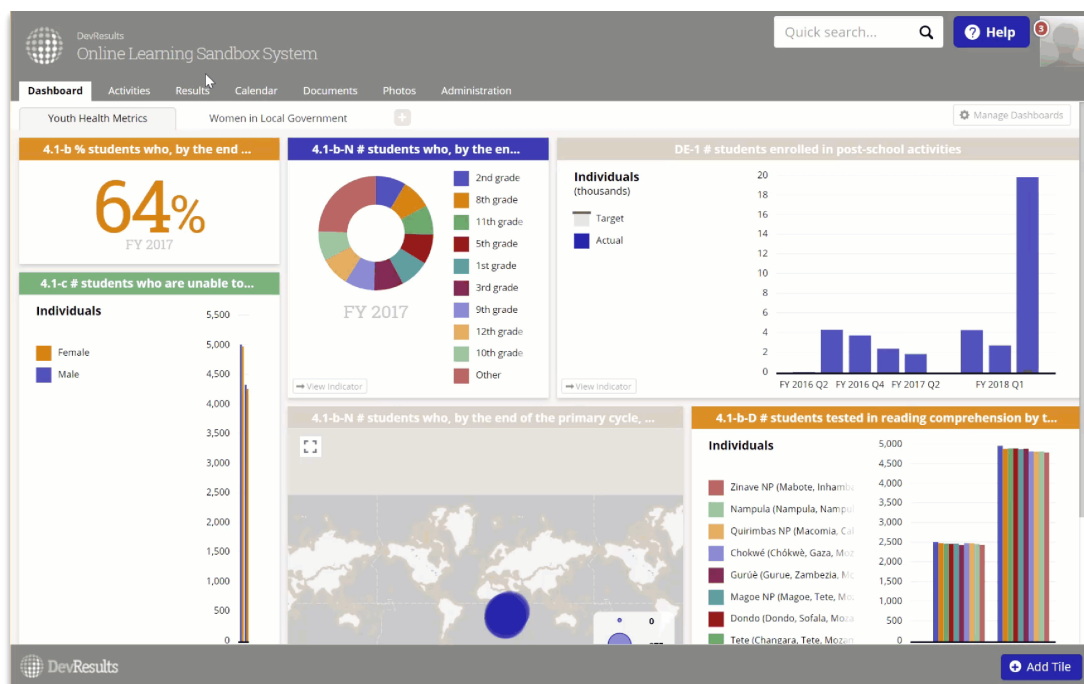 DevResults
Online Learning Sandbox System
Quick search...
Help
3
Dashboard Activities Results Calendar Documents Photos Administration
Youth Health Metrics Women in Local Government
Manage Dashboards
4.1-b % students who, by the end ...
64%
FY 2017
4.1-b-N # students who, by the en...
2nd grade
8th grade
11th grade
5th grade
1st grade
3rd grade
9th grade
12th grade
10th grade
Other
FY 2017
View Indicator
DE-1 # students enrolled in post-school activities
Individuals
(thousands)
Target
Actual
20
18
16
14
12
10
8
6
4
2
0
FY 2016 Q2 FY 2016 Q4 FY 2017 Q2 FY 2018 Q1
View Indicator
4.1-c # students who are unable to...
Individuals
Female
Male
5,500
5,000
4,500
4,000
3,500
3,000
2,500
2,000
1,500
1,000
500
0
4.1-b-N # students who, by the end of the primary cycle, ...
0
4.1-b-D # students tested in reading comprehension by t...
Individuals
Zinave NP (Mabote, Inhamb
Nampula (Nampula, Nampu
Quirimbas NP (Macomia, Ca
Chokwé (Chókwè, Gaza, Moz
Gurúè (Gurue, Zambezia, Mo
Magoe NP (Magoe, Tete, Mo
Dondo (Dondo, Sofala, Moza
Tete (Changara, Tete, Mozam
5,000
4,500
4,000
3,500
3,000
2,500
2,000
1,500
1,000
500
0
DevResults
Add Tile